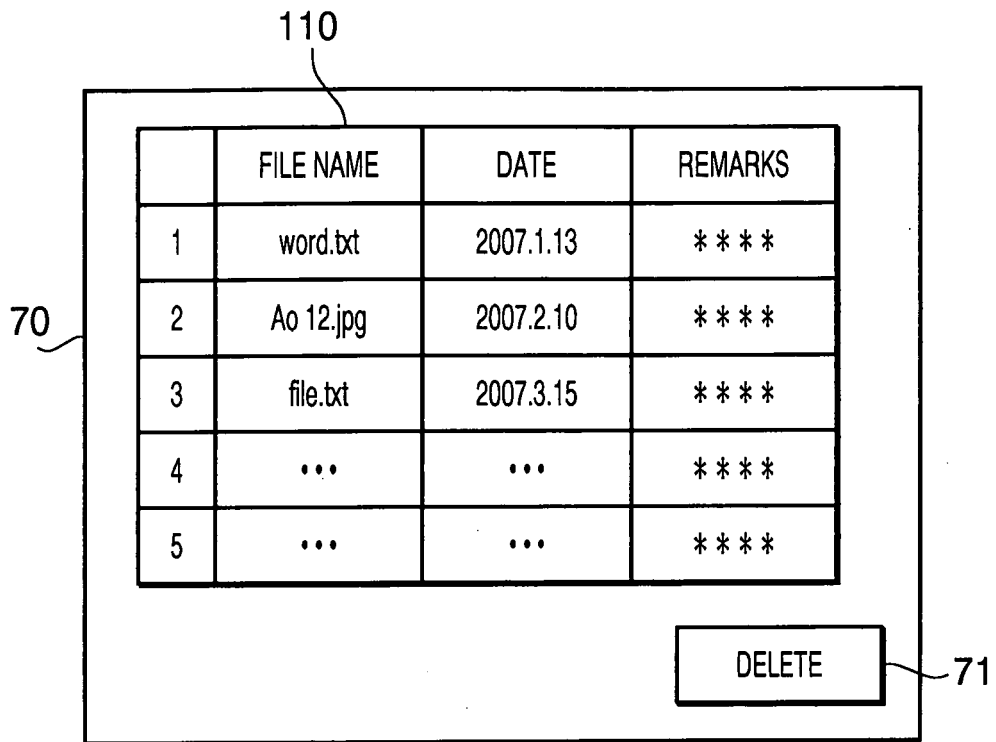 110
FILE NAME DATE REMARKS
1 word.txt 2007.1.13 ****
2 Ao 12.jpg 2007.2.10 ****
70
3 file.txt 2007.3.15 ****
4 ••• ••• ****
5 ••• ••• ****
DELETE
71